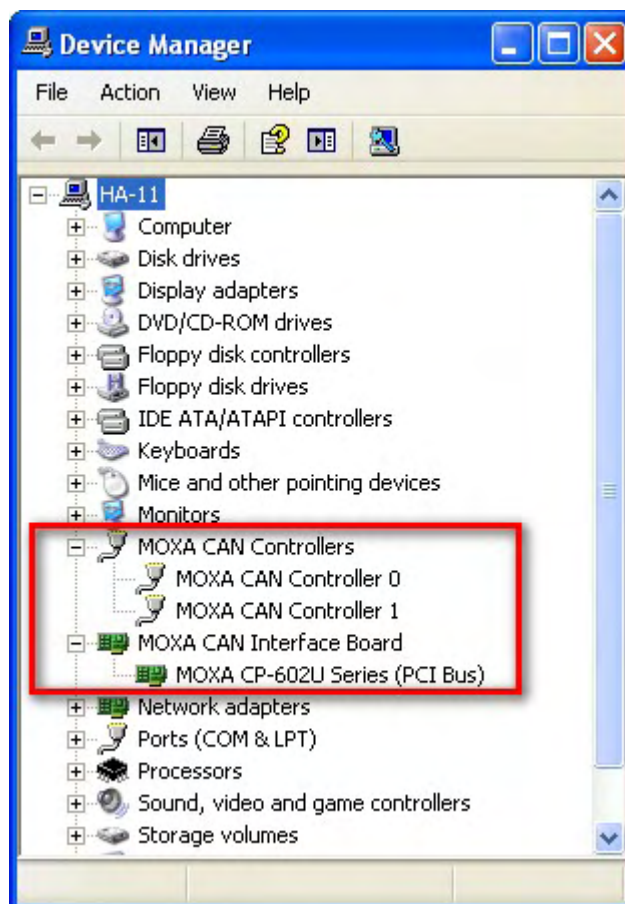 Device Manager
File Action View Help
HA-11
Computer
Disk drives
Display adapters
DVD/CD-ROM drives
Floppy disk controllers
Floppy disk drives
IDE ATA/ATAPI controllers
Keyboards
Mice and other pointing devices
Monitors
MOXA CAN Controllers
MOXA CAN Controller 0
MOXA CAN Controller 1
MOXA CAN Interface Board
MOXA CP-602U Series (PCI Bus)
Network adapters
Ports (COM & LPT)
Processors
Sound, video and game controllers
Storage volumes